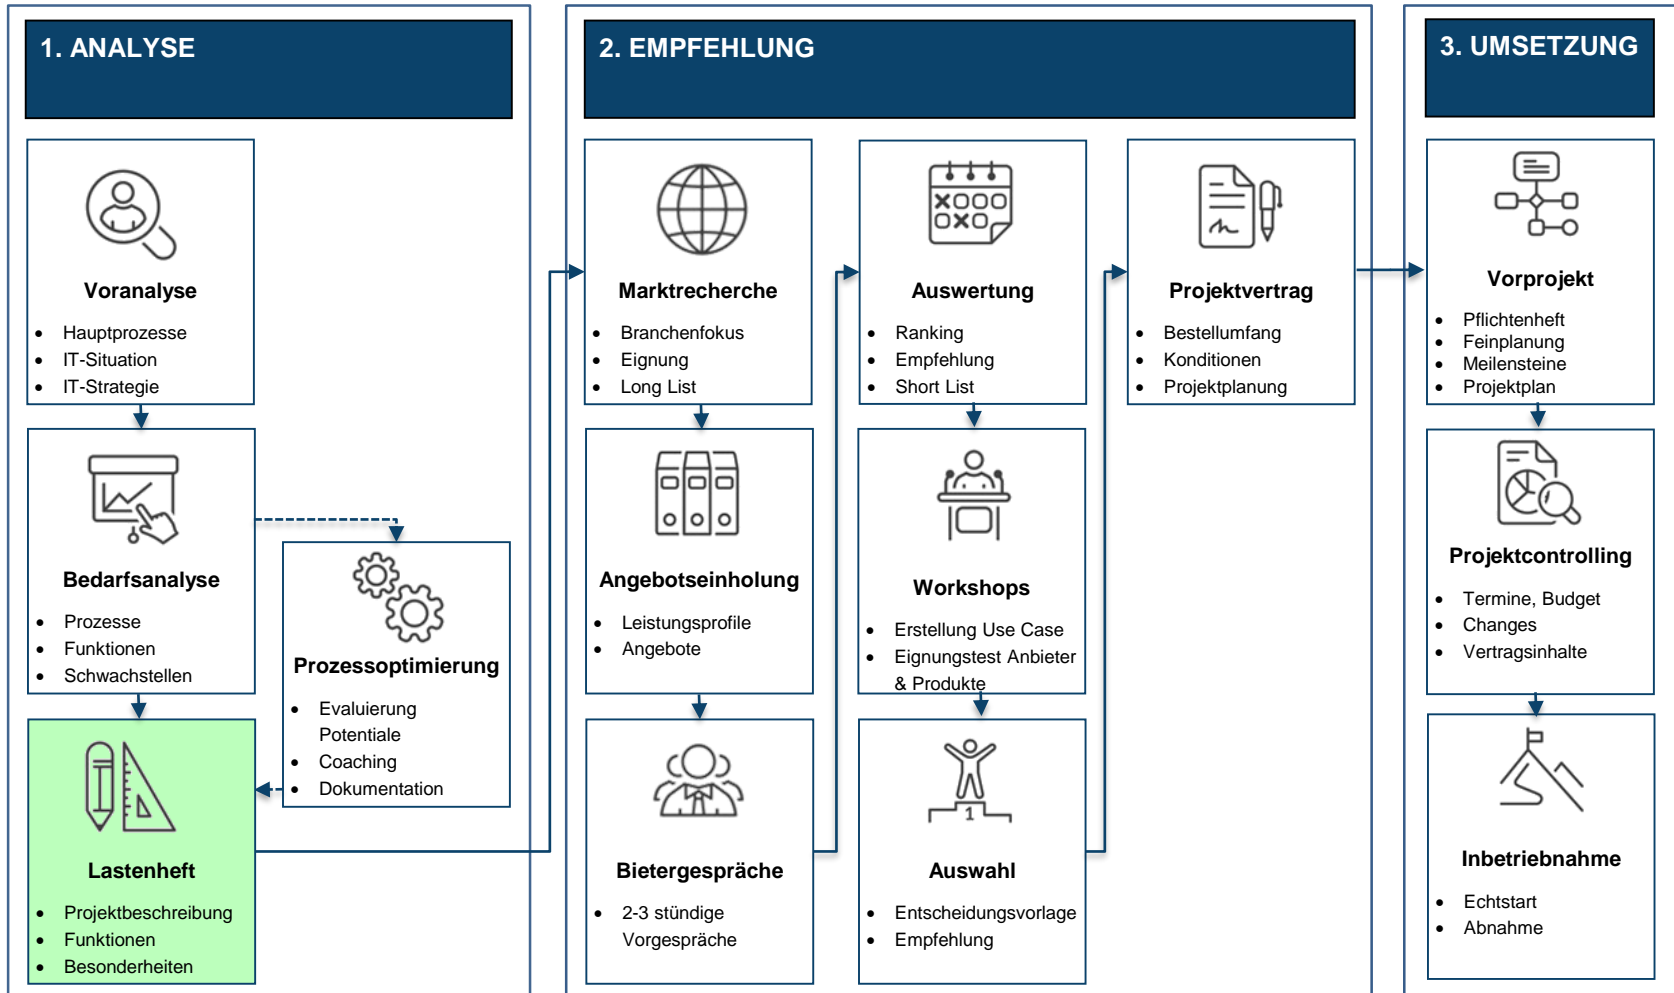 1. ANALYSE
Voranalyse
• Hauptprozesse
• IT-Situation
• IT-Strategie
Bedarfsanalyse
• Prozesse
• Funktionen
• Schwachstellen
Prozessoptimierung
• Evaluierung
Potentiale
• Coaching
• Dokumentation
Lastenheft
• Projektbeschreibung
• Funktionen
• Besonderheiten
2. EMPFEHLUNG
Marktrecherche
• Branchenfokus
• Eignung
• Long List
Angebotseinholung
• Leistungsprofile
• Angebote
Bietergespräche
• 2-3 stündige
Vorgespräche
Auswertung
• Ranking
• Empfehlung
• Short List
Workshops
• Erstellung Use Case
• Eignungstest Anbieter
& Produkte
1
Auswahl
• Entscheidungsvorlage
• Empfehlung
Projektvertrag
• Bestellumfang
• Konditionen
• Projektplanung
3. UMSETZUNG
Vorprojekt
• Pflichtenheft
• Feinplanung
• Meilensteine
• Projektplan
Projektcontrolling
• Termine, Budget
• Changes
• Vertragsinhalte
Inbetriebnahme
• Echtstart
• Abnahme